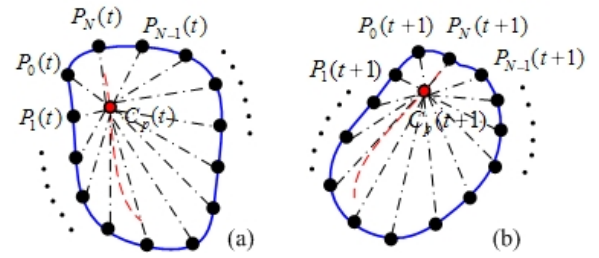 P_N(t)
P_{N-1}(t)
P_0(t)
P_1(t)
C_p(t)
(a)
P_0(t+1)
P_N(t+1)
P_{N-1}(t+1)
P_1(t+1)
C_p(t+1)
(b)